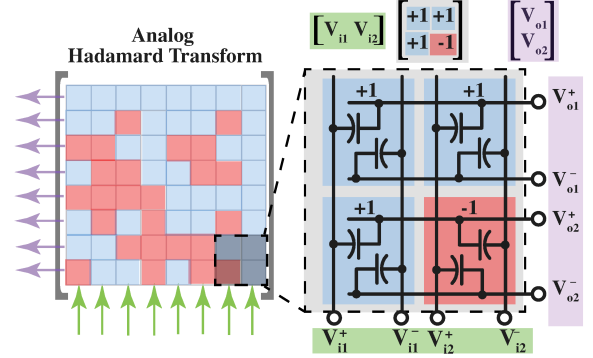 Analog
Hadamard Transform
[V_i1 V_i2]
+1 +1
+1 -1
V_o1
V_o2
+1 +1
V_o1^+
V_o1^-
+1 -1
V_o2^+
V_o2^-
V_i1^+ V_i1^- V_i2^+ V_i2^-